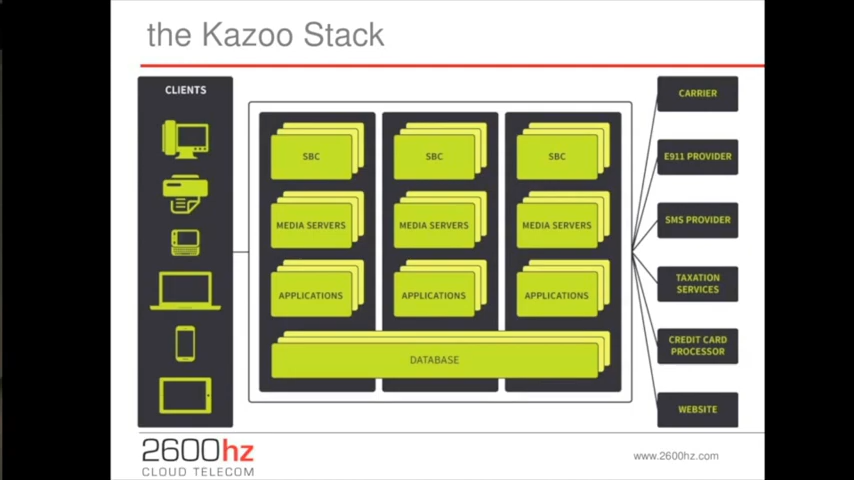 the Kazoo Stack
CLIENTS
SBC
SBC
SBC
MEDIA SERVERS
MEDIA SERVERS
MEDIA SERVERS
APPLICATIONS
APPLICATIONS
APPLICATIONS
DATABASE
CARRIER
E911 PROVIDER
SMS PROVIDER
TAXATION
SERVICES
CREDIT CARD
PROCESSOR
WEBSITE
2600hz
CLOUD TELECOM
www.2600hz.com